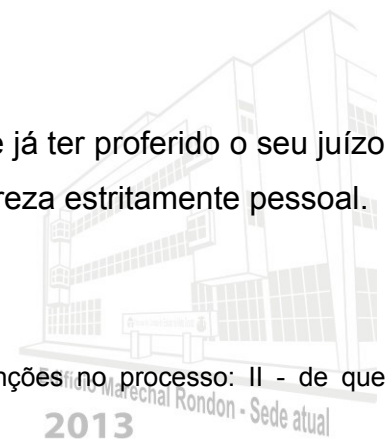 e já ter proferido o seu juízo
reza estritamente pessoal.
nções no processo: II - de que
Marechal Rondon - Sede atual
2013